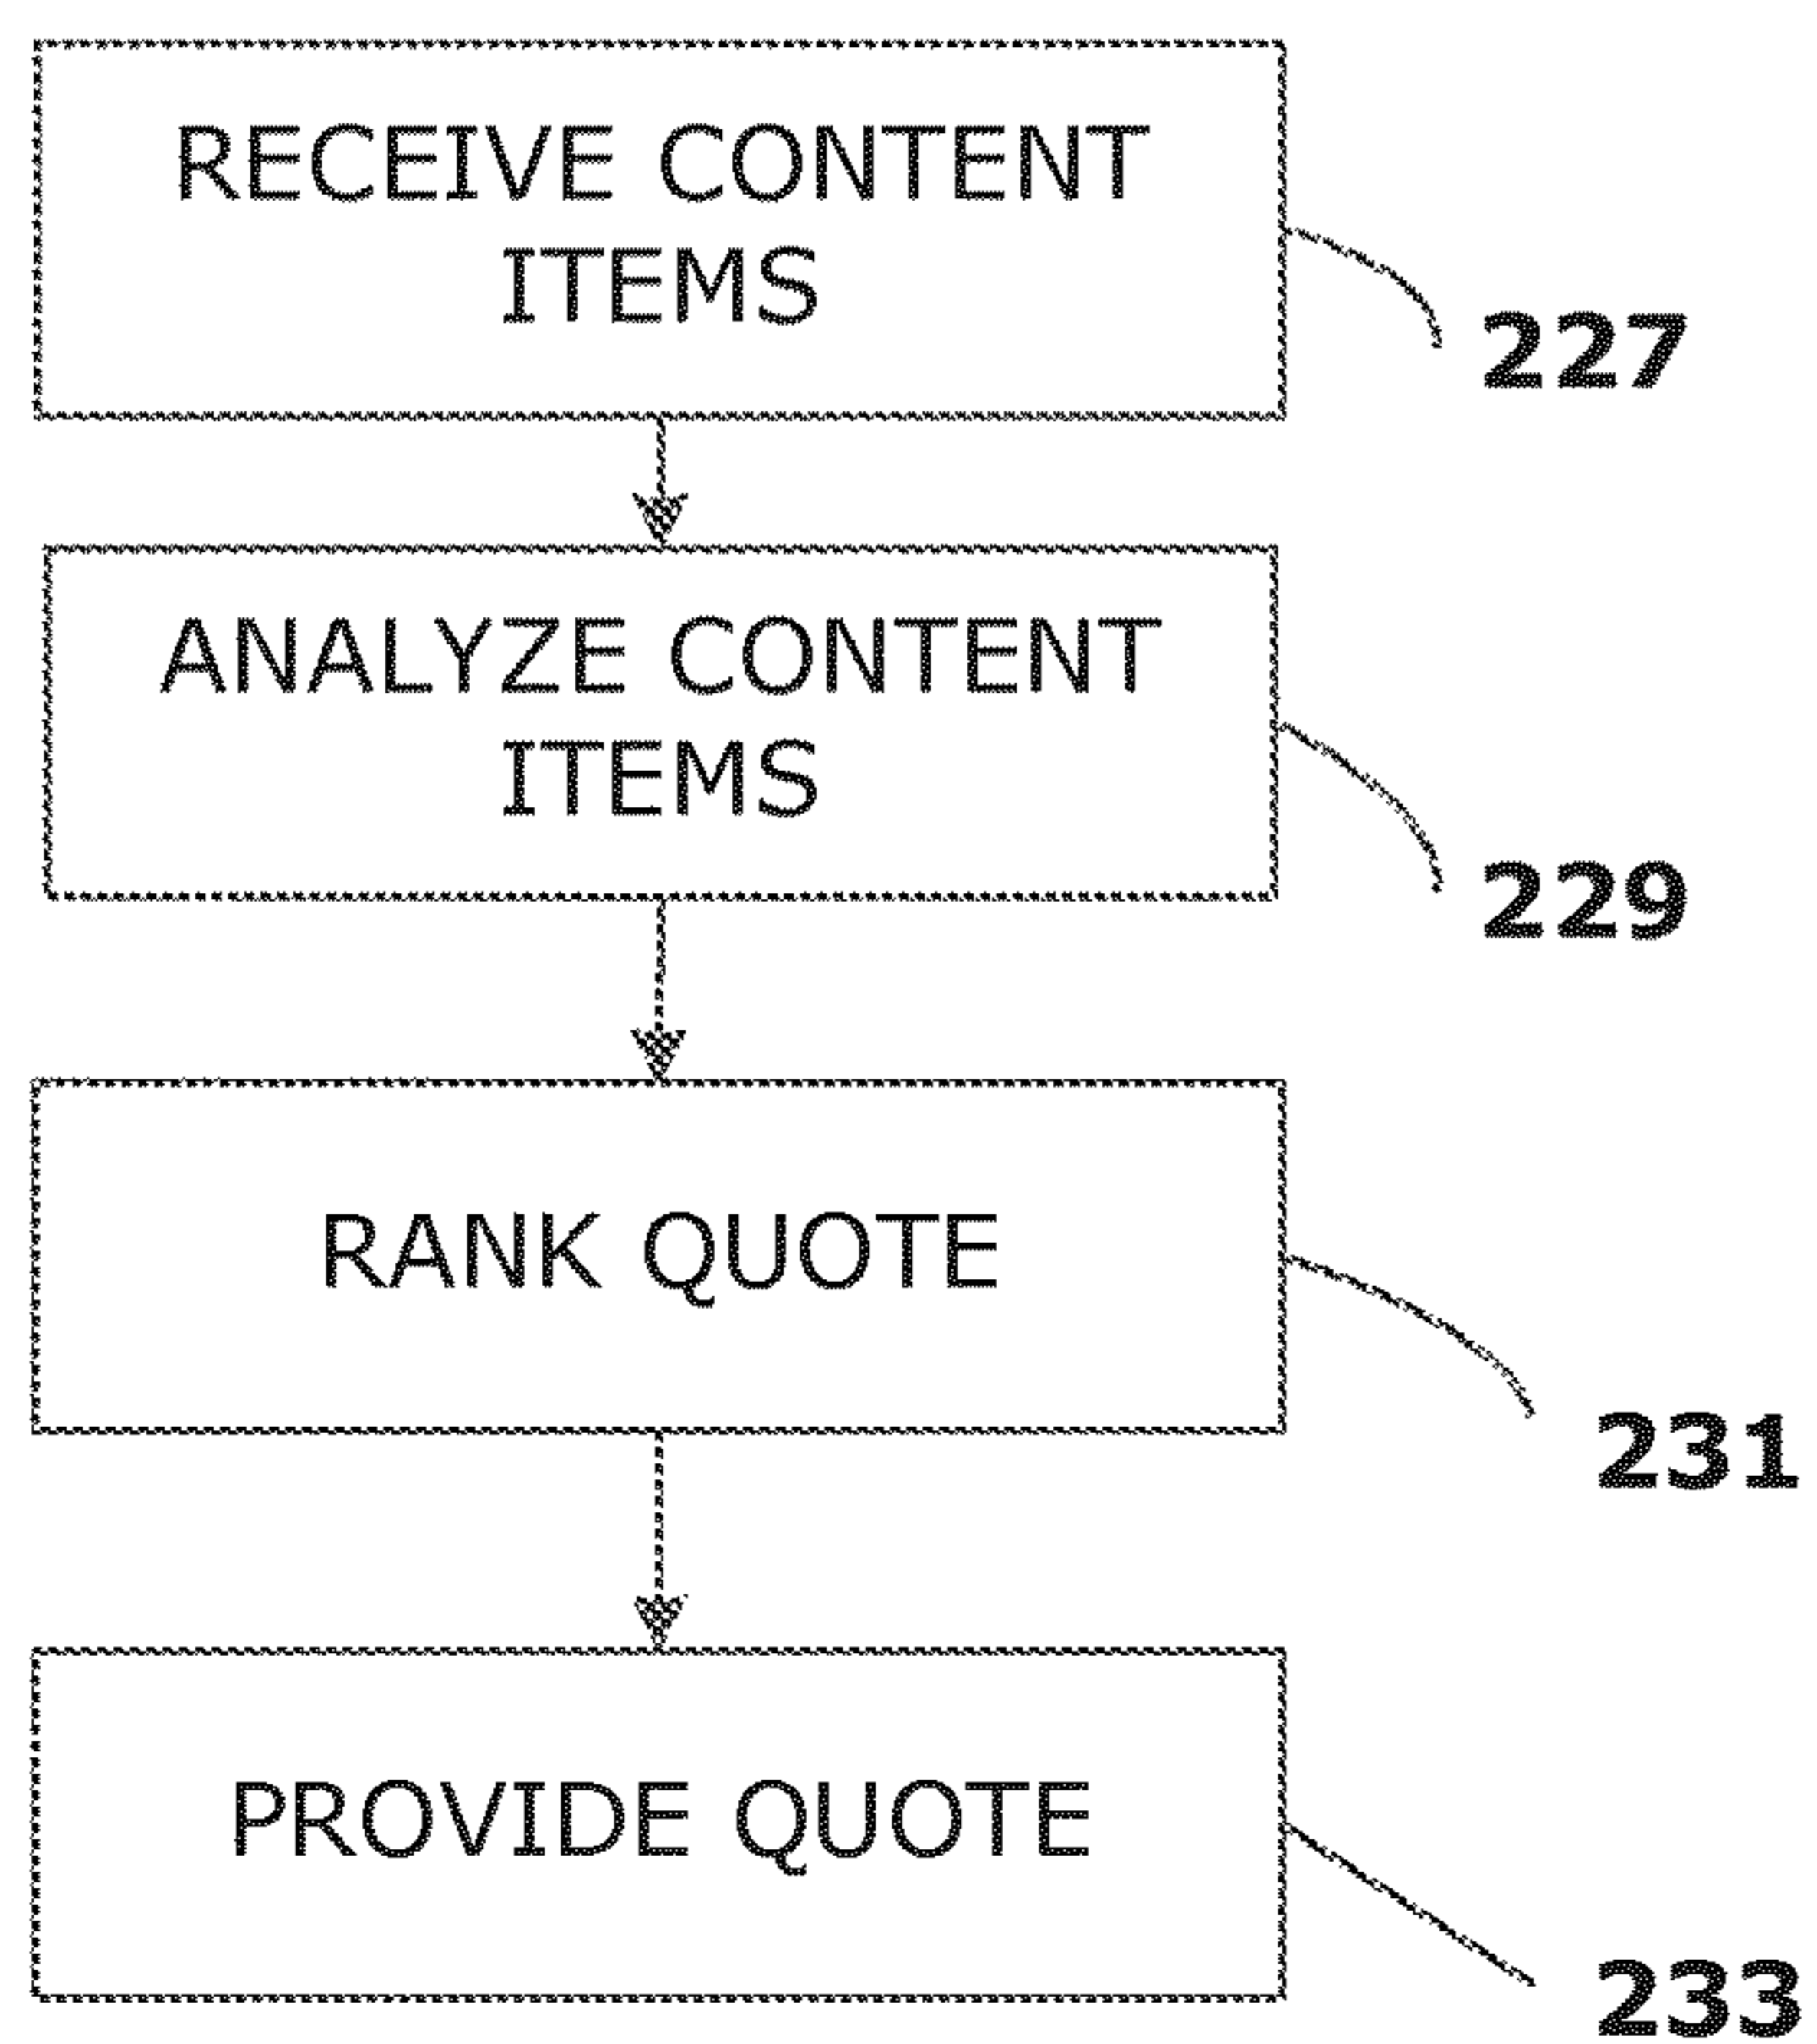 RECEIVE CONTENT
ITEMS
227
ANALYZE CONTENT
ITEMS
229
RANK QUOTE
231
PROVIDE QUOTE
233